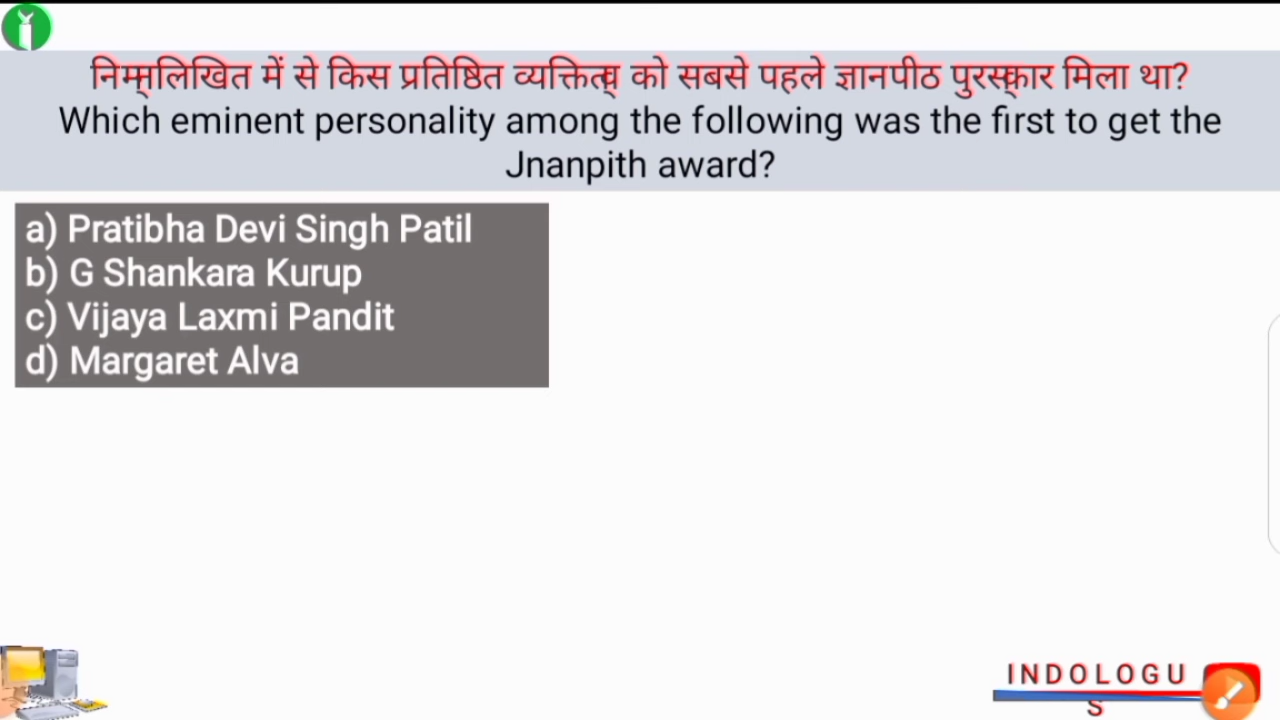 निम्नलिखित में से किस प्रतिष्ठित व्यक्तित्व को सबसे पहले ज्ञानपीठ पुरस्कार मिला था?
Which eminent personality among the following was the first to get the
Jnanpith award?
a) Pratibha Devi Singh Patil
b) G Shankara Kurup
c) Vijaya Laxmi Pandit
d) Margaret Alva
INDOLOGU
S